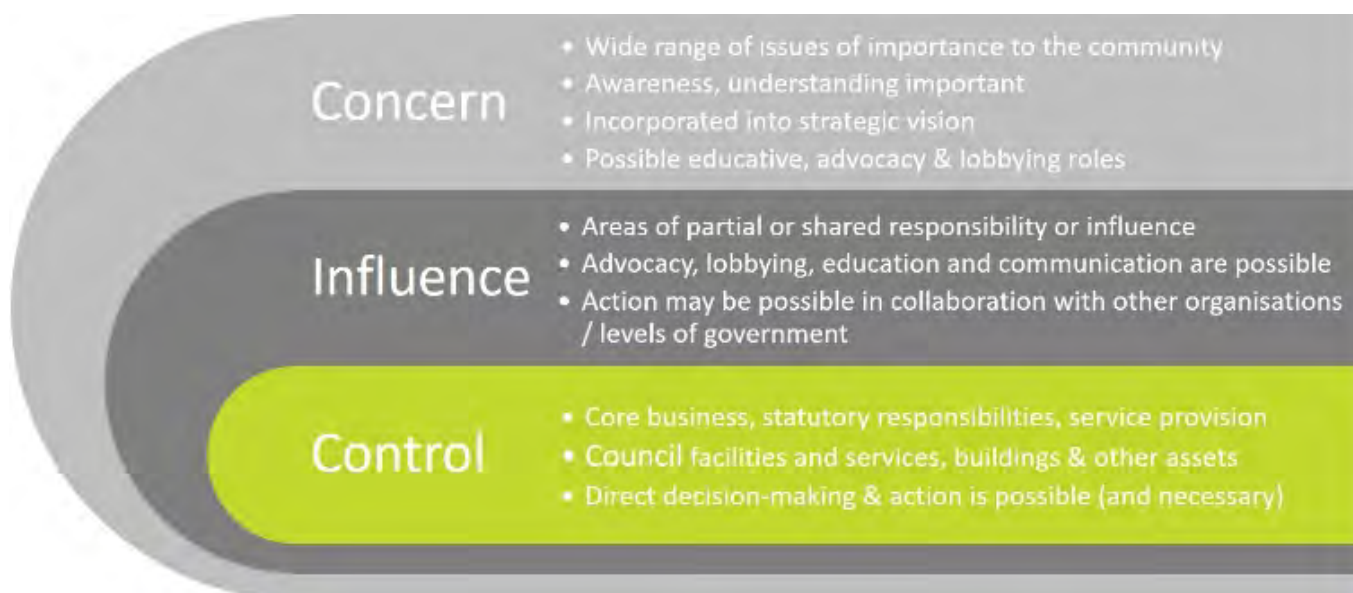 Concern
• Wide range of issues of importance to the community
• Awareness, understanding important
• Incorporated into strategic vision
• Possible educative, advocacy & lobbying roles
Influence
• Areas of partial or shared responsibility or influence
• Advocacy, lobbying, education and communication are possible
• Action may be possible in collaboration with other organisations
/ levels of government
Control
• Core business, statutory responsibilities, service provision
• Council facilities and services, buildings & other assets
• Direct decision-making & action is possible (and necessary)